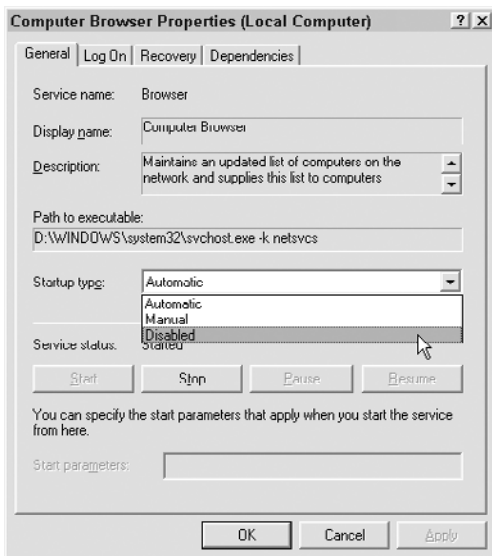 Computer Browser Properties (Local Computer)
General Log On Recovery Dependencies
Service name: Browser
Display name: Computer Browser
Description: Maintains an updated list of computers on the
network and supplies this list to computers
Path to executable:
D:\WINDOWS\system32\svchost.exe -k netsvcs
Startup type: Automatic
Automatic
Manual
Disabled
Service status: Started
Start Stop Pause Resume
You can specify the start parameters that apply when you start the service
from here.
Start parameters:
OK Cancel Apply